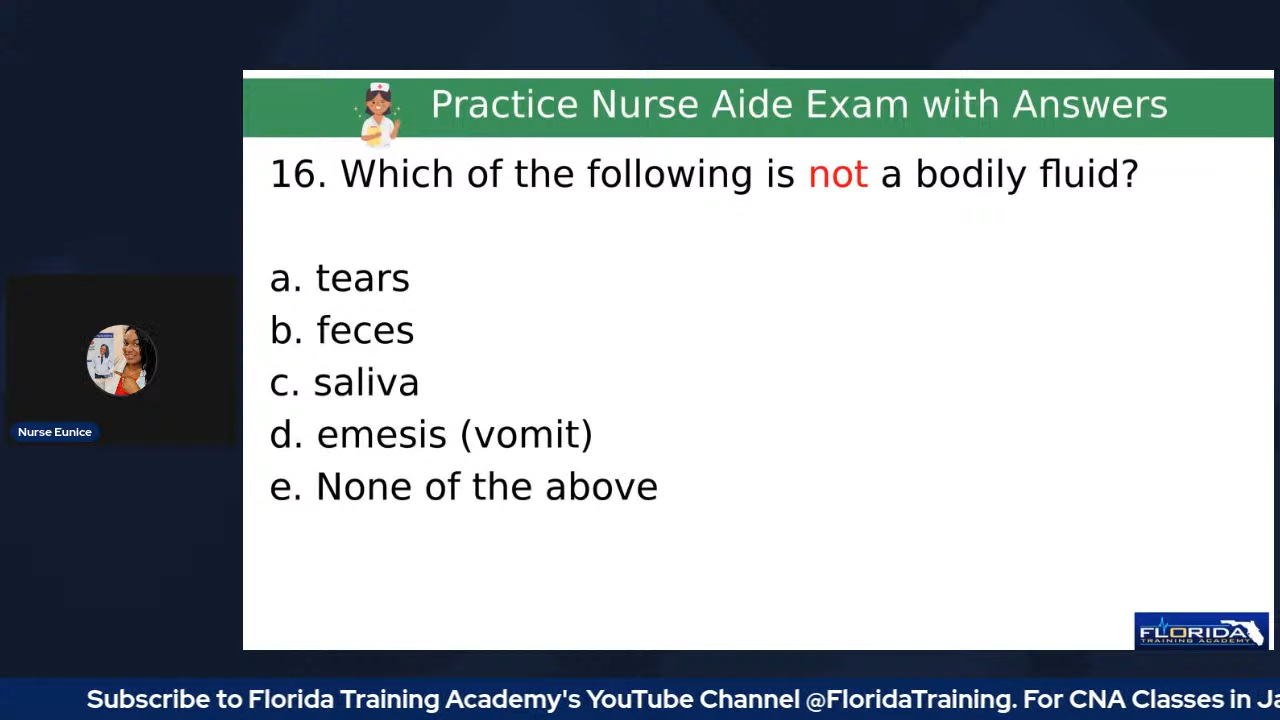 Practice Nurse Aide Exam with Answers
16. Which of the following is not a bodily fluid?
a. tears
b. feces
c. saliva
d. emesis (vomit)
e. None of the above
Nurse Eunice
FLORIDA
TRAINING ACADEMY
Subscribe to Florida Training Academy's YouTube Channel @FloridaTraining. For CNA Classes in Ja